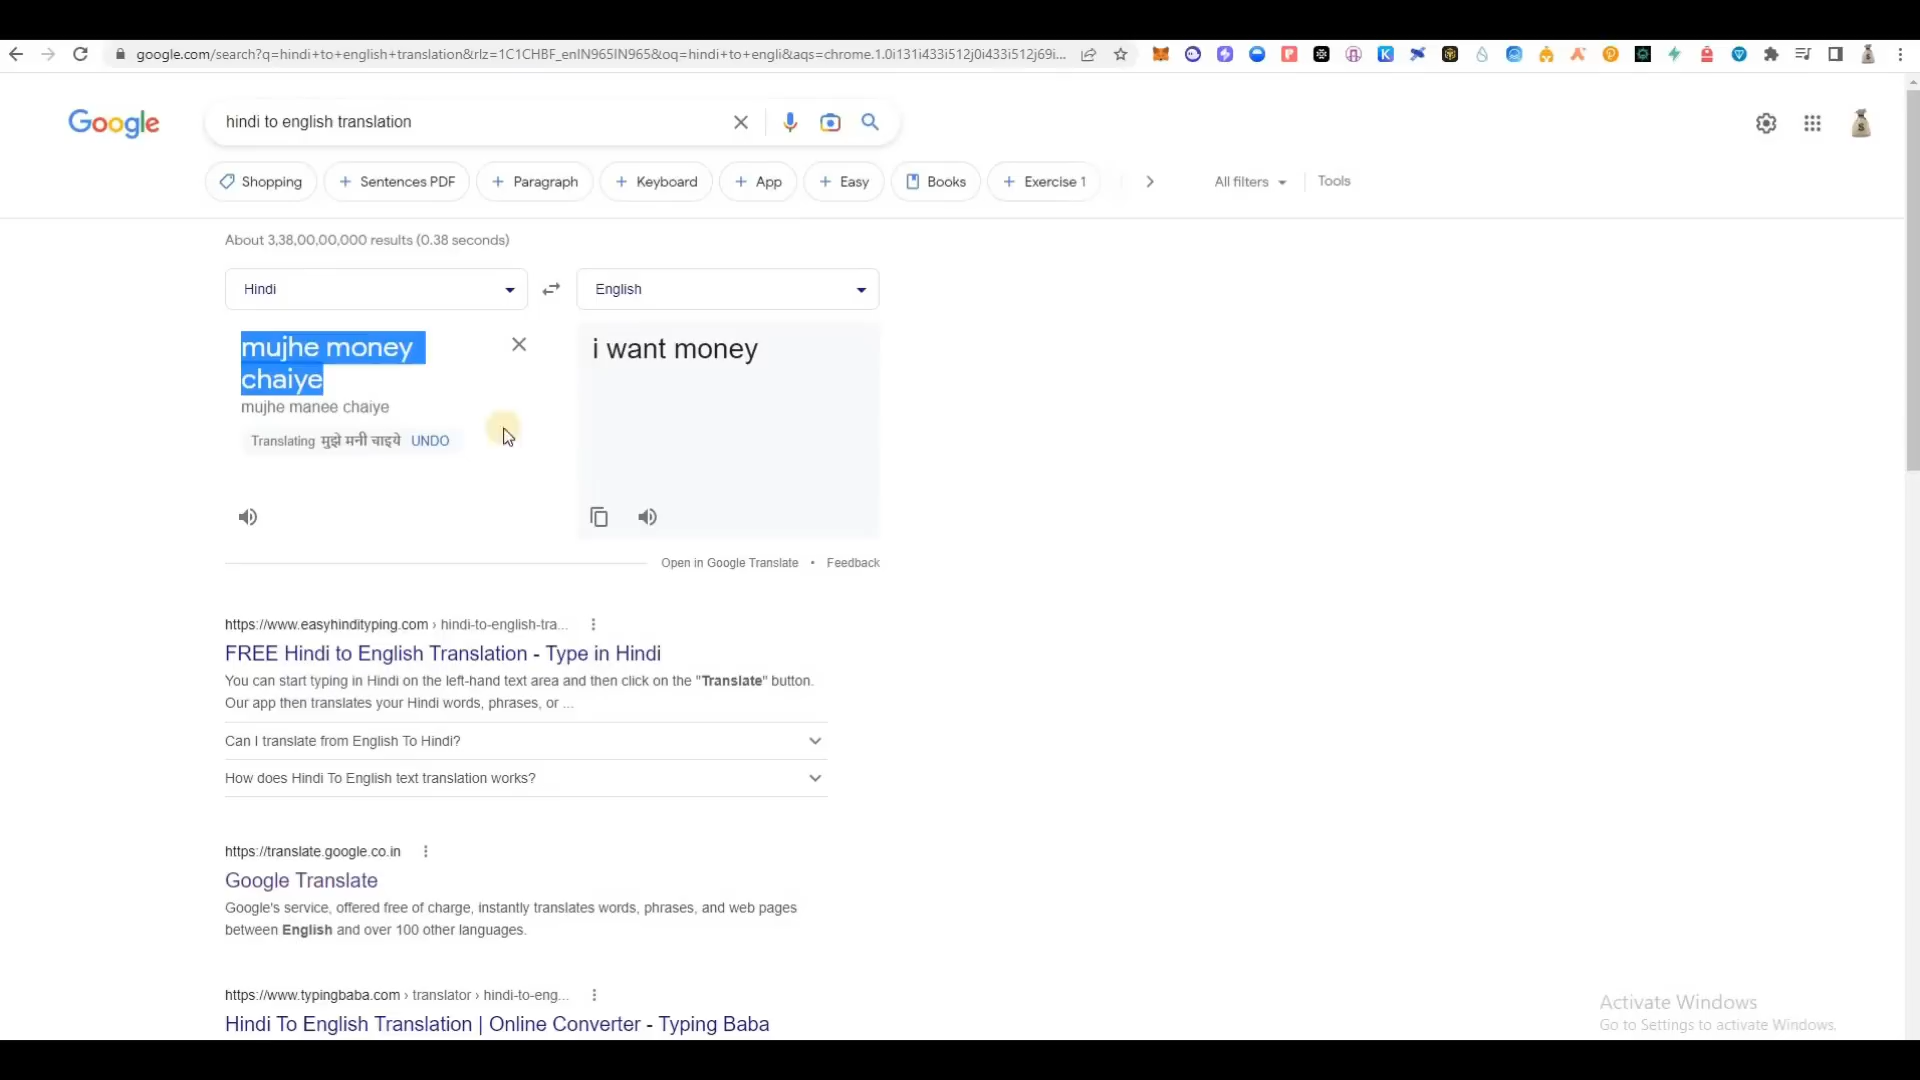 google.com/search?q=hindi+to+english+translation&rlz=1C1CHBF_enIN965IN965&oq=hindi+to+engli&aqs=chrome.1.0i131i433i512j0i433i512j69i...
Google
hindi to english translation
Shopping
Sentences PDF
Paragraph
Keyboard
App
Easy
Books
Exercise 1
All filters
Tools
About 3,38,00,00,000 results (0.38 seconds)
Hindi
English
mujhe money
chaiye
i want money
mujhe manee chaiye
Translating मुझे मनी चाइये UNDO
Open in Google Translate • Feedback
https://www.easyhindityping.com › hindi-to-english-tra...
FREE Hindi to English Translation - Type in Hindi
You can start typing in Hindi on the left-hand text area and then click on the "Translate" button.
Our app then translates your Hindi words, phrases, or ...
Can I translate from English To Hindi?
How does Hindi To English text translation works?
https://translate.google.co.in
Google Translate
Google's service, offered free of charge, instantly translates words, phrases, and web pages
between English and over 100 other languages.
https://www.typingbaba.com › translator › hindi-to-eng...
Hindi To English Translation | Online Converter - Typing Baba
Activate Windows
Go to Settings to activate Windows.